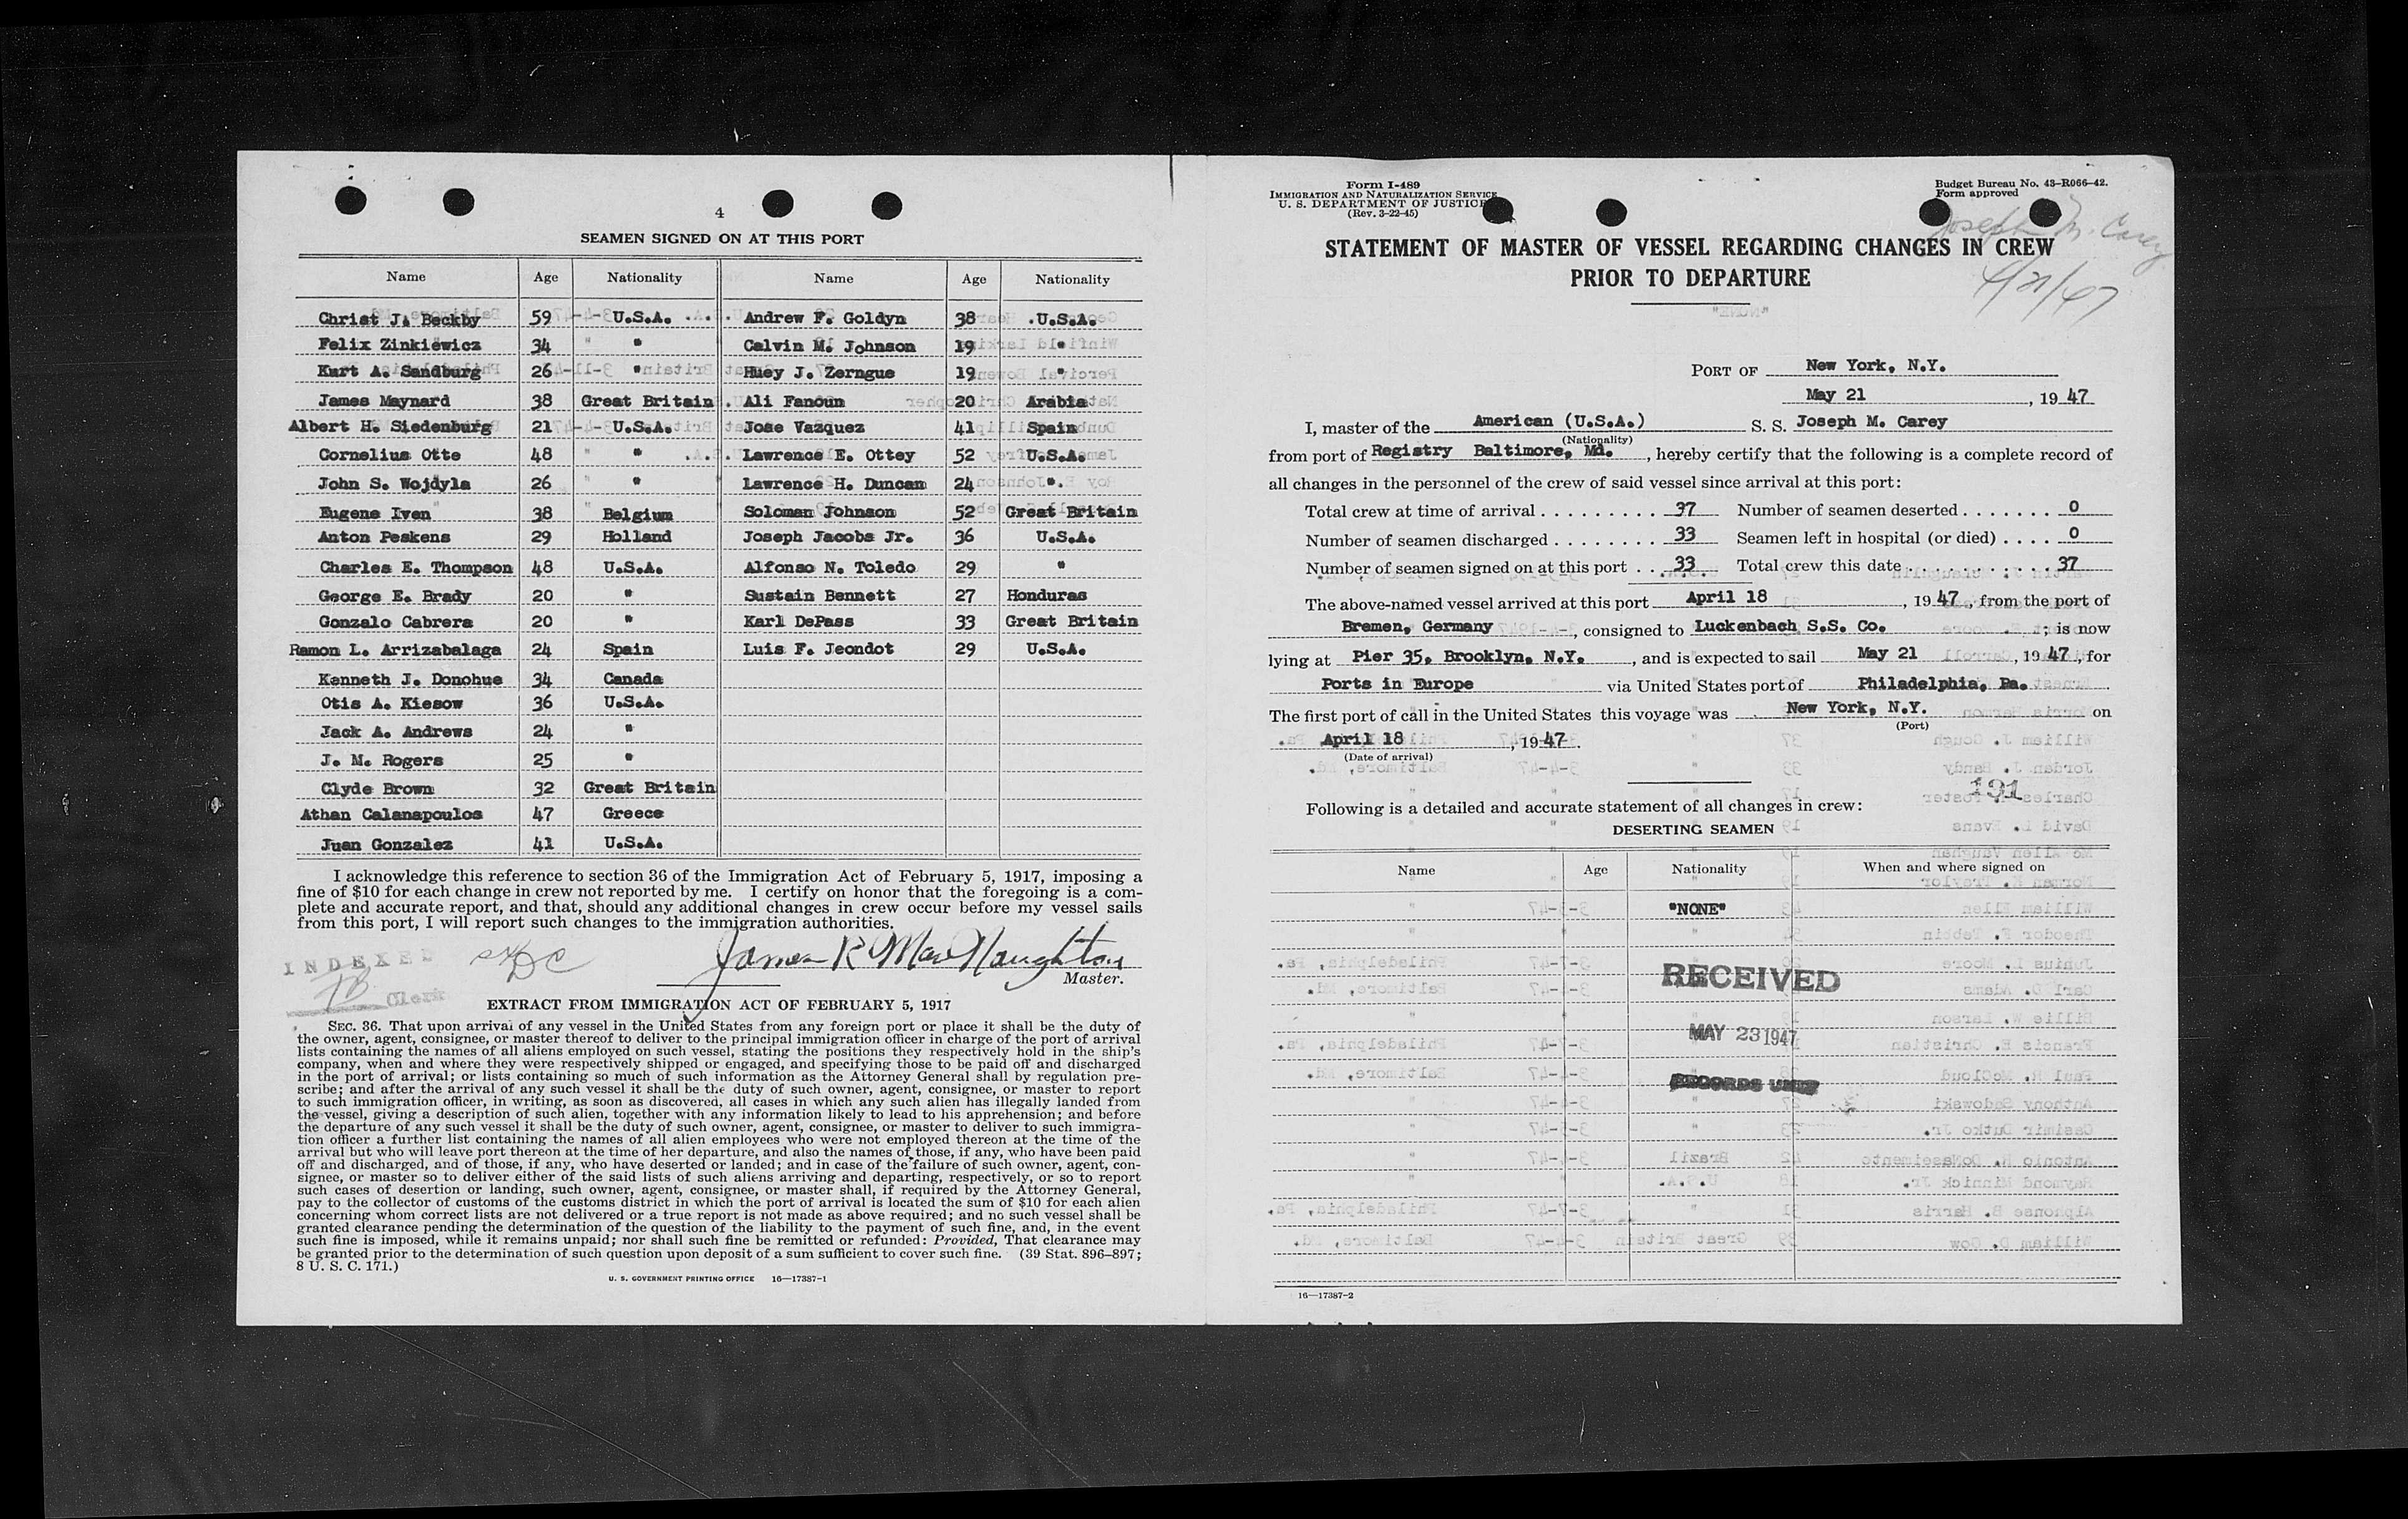 4
SEAMEN SIGNED ON AT THIS PORT
Name Age Nationality Name Age Nationality
Christ J. Beckby 59 U.S.A. Andrew F. Goldyn 38 U.S.A.
Felix Zinkiewicz 34 " Calvin M. Johnson 19 "
Kurt A. Sandburg 26 " Huey J. Zerngue 19 "
James Maynard 38 Great Britain Ali Fanoun 20 Arabia
Albert H. Siedenburg 21 U.S.A. Jose Vazquez 41 Spain
Cornelius Otte 48 " Lawrence E. Ottey 52 U.S.A.
John S. Wojdyla 26 " Lawrence H. Duncan 24 "
Eugene Iven 38 Belgium Soloman Johnson 52 Great Britain
Anton Peskens 29 Holland Joseph Jacobs Jr. 36 U.S.A.
Charles E. Thompson 48 U.S.A. Alfonso N. Toledo 29 "
George E. Brady 20 " Sustain Bennett 27 Honduras
Gonzalo Cabrera 20 " Karl DePass 33 Great Britain
Ramon L. Arrizabalaga 24 Spain Luis F. Jeondot 29 U.S.A.
Kenneth J. Donohue 34 Canada
Otis A. Kiesow 36 U.S.A.
Jack A. Andrews 24 "
J. M. Rogers 25 "
Clyde Brown 32 Great Britain
Athan Calanapoulos 47 Greece
Juan Gonzalez 41 U.S.A.
I acknowledge this reference to section 36 of the Immigration Act of February 5, 1917, imposing a
fine of $10 for each change in crew not reported by me. I certify on honor that the foregoing is a com-
plete and accurate report, and that, should any additional changes in crew occur before my vessel sails
from this port, I will report such changes to the immigration authorities.
James R MacNaughton
Master.
INDEXED
Clerk
EXTRACT FROM IMMIGRATION ACT OF FEBRUARY 5, 1917
SEC. 36. That upon arrival of any vessel in the United States from any foreign port or place it shall be the duty of
the owner, agent, consignee, or master thereof to deliver to the principal immigration officer in charge of the port of arrival
lists containing the names of all aliens employed on such vessel, stating the positions they respectively hold in the ship's
company, when and where they were respectively shipped or engaged, and specifying those to be paid off and discharged
in the port of arrival; or lists containing so much of such information as the Attorney General shall by regulation pre-
scribe; and after the arrival of any such vessel it shall be the duty of such owner, agent, consignee, or master to report
to such immigration officer, in writing, as soon as discovered, all cases in which any such alien has illegally landed from
the vessel, giving a description of such alien, together with any information likely to lead to his apprehension; and before
the departure of any such vessel it shall be the duty of such owner, agent, consignee, or master to deliver to such immigra-
tion officer a further list containing the names of all alien employees who were not employed thereon at the time of the
arrival but who will leave port thereon at the time of her departure, and also the names of those, if any, who have been paid
off and discharged, and of those, if any, who have deserted or landed; and in case of the failure of such owner, agent, con-
signee, or master so to deliver either of the said lists of such aliens arriving and departing, respectively, or so to report
such cases of desertion or landing, such owner, agent, consignee, or master shall, if required by the Attorney General,
pay to the collector of customs of the customs district in which the port of arrival is located the sum of $10 for each alien
concerning whom correct lists are not delivered or a true report is not made as above required; and no such vessel shall be
granted clearance pending the determination of the question of the liability to the payment of such fine, and, in the event
such fine is imposed, while it remains unpaid; nor shall such fine be remitted or refunded: Provided, That clearance may
be granted prior to the determination of such question upon deposit of a sum sufficient to cover such fine. (39 Stat. 896-897;
8 U. S. C. 171.)
U. S. GOVERNMENT PRINTING OFFICE 16—17387-1
Form I-489
IMMIGRATION AND NATURALIZATION SERVICE
U. S. DEPARTMENT OF JUSTICE
(Rev. 3-22-45)
Budget Bureau No. 43-R066-42.
Form approved
Joseph M. Carey
STATEMENT OF MASTER OF VESSEL REGARDING CHANGES IN CREW
PRIOR TO DEPARTURE
PORT OF New York, N.Y.
May 21, 1947
I, master of the American (U.S.A.) S. S. Joseph M. Carey
(Nationality)
from port of Registry Baltimore, Md., hereby certify that the following is a complete record of
all changes in the personnel of the crew of said vessel since arrival at this port:
Total crew at time of arrival . . . . . . . . . . 37 Number of seamen deserted . . . . . . . 0
Number of seamen discharged . . . . . . . . 33 Seamen left in hospital (or died) . . . . 0
Number of seamen signed on at this port . . 33 Total crew this date . . . . . . . . . . . . 37
The above-named vessel arrived at this port April 18, 1947, from the port of
Bremen, Germany, consigned to Luckenbach S.S. Co.; is now
lying at Pier 35, Brooklyn, N.Y., and is expected to sail May 21, 1947, for
Ports in Europe via United States port of Philadelphia, Pa.
The first port of call in the United States this voyage was New York, N.Y. on
(Port)
April 18, 1947.
(Date of arrival)
191
Following is a detailed and accurate statement of all changes in crew:
DESERTING SEAMEN
Name Age Nationality When and where signed on
"NONE"
RECEIVED
MAY 23 1947
RECORDS UNIT
16—17387-2